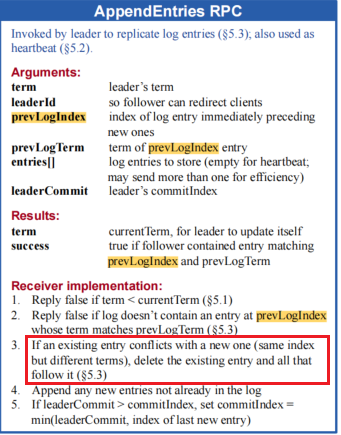 AppendEntries RPC
Invoked by leader to replicate log entries (§5.3); also used as
heartbeat (§5.2).
Arguments:
term leader's term
leaderId so follower can redirect clients
prevLogIndex index of log entry immediately preceding
new ones
prevLogTerm term of prevLogIndex entry
entries[] log entries to store (empty for heartbeat;
may send more than one for efficiency)
leaderCommit leader's commitIndex
Results:
term currentTerm, for leader to update itself
success true if follower contained entry matching
prevLogIndex and prevLogTerm
Receiver implementation:
1. Reply false if term < currentTerm (§5.1)
2. Reply false if log doesn't contain an entry at prevLogIndex
whose term matches prevLogTerm (§5.3)
3. If an existing entry conflicts with a new one (same index
but different terms), delete the existing entry and all that
follow it (§5.3)
4. Append any new entries not already in the log
5. If leaderCommit > commitIndex, set commitIndex =
min(leaderCommit, index of last new entry)